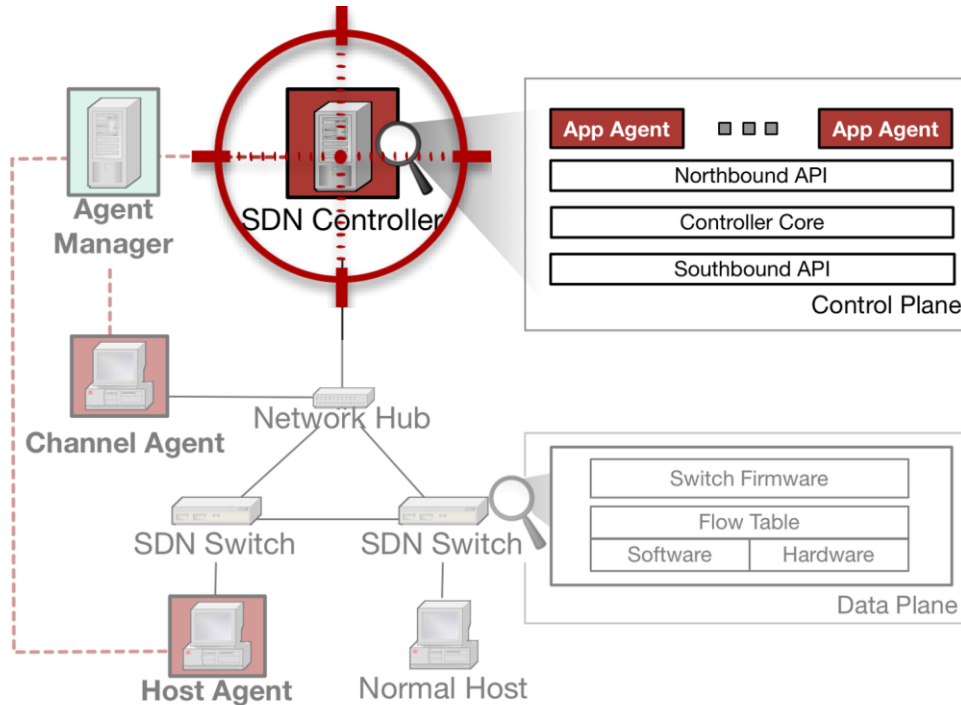 App Agent
App Agent
Northbound API
Controller Core
Southbound API
Control Plane
Agent
Manager
SDN Controller
Channel Agent
Network Hub
SDN Switch
SDN Switch
Switch Firmware
Flow Table
Software
Hardware
Data Plane
Host Agent
Normal Host